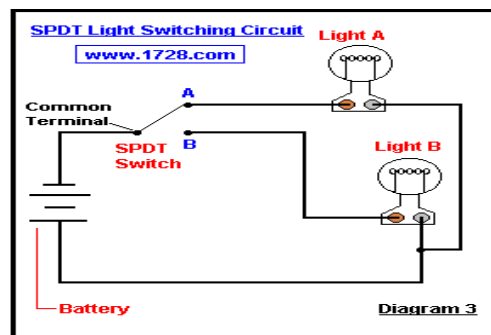 SPDT Light Switching Circuit
www.1728.com
Light A
A
Common
Terminal
SPDT
Switch
B
Light B
Battery
Diagram 3